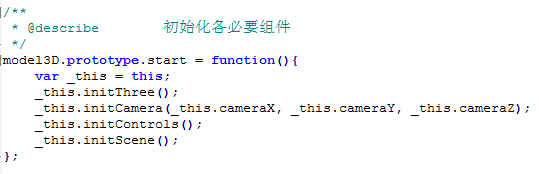 /**
 * @describe          初始化各必要组件
 */
model3D.prototype.start = function(){
    var _this = this;
    _this.initThree();
    _this.initCamera(_this.cameraX, _this.cameraY, _this.cameraZ);
    _this.initControls();
    _this.initScene();
};